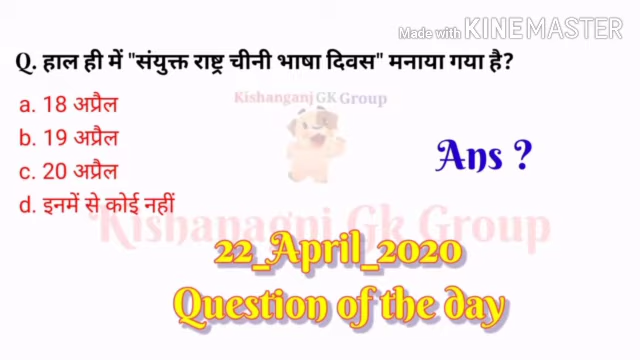 Made with KINEMASTER
Q. हाल ही में "संयुक्त राष्ट्र चीनी भाषा दिवस" मनाया गया है?
a. 18 अप्रैल
Kishanganj GK Group
b. 19 अप्रैल
Ans ?
c. 20 अप्रैल
d. इनमें से कोई नहीं
Kishanagnj Gk Group
22_April_2020
Question of the day